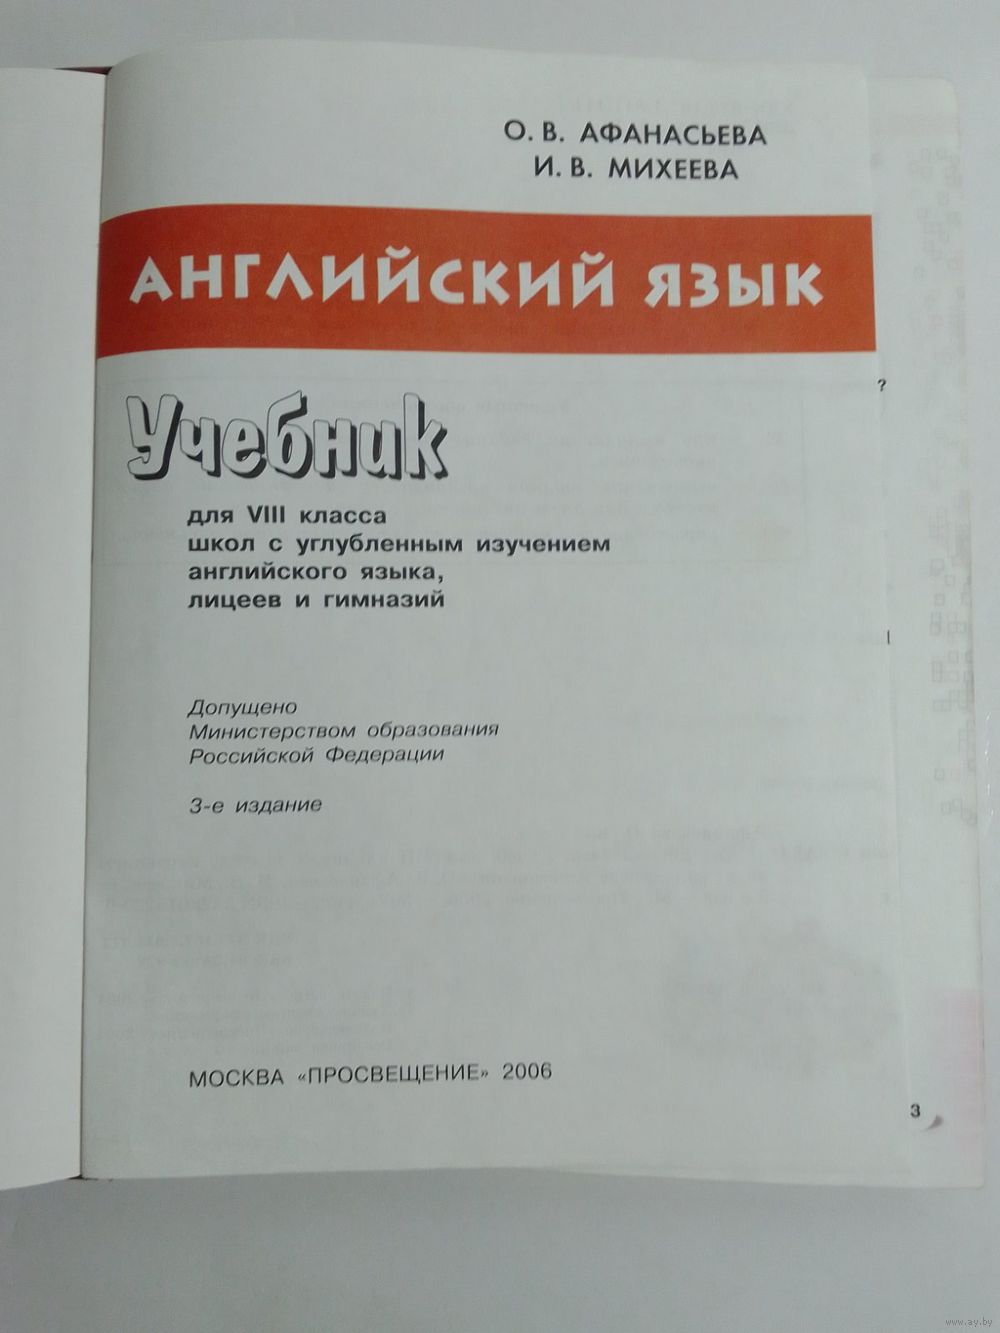 О. В. АФАНАСЬЕВА
И. В. МИХЕЕВА
АНГЛИЙСКИЙ ЯЗЫК
?
Учебник
для VIII класса
школ с углубленным изучением
английского языка,
лицеев и гимназий
Допущено
Министерством образования
Российской Федерации
3-е издание
МОСКВА «ПРОСВЕЩЕНИЕ» 2006
3
www.ay.by